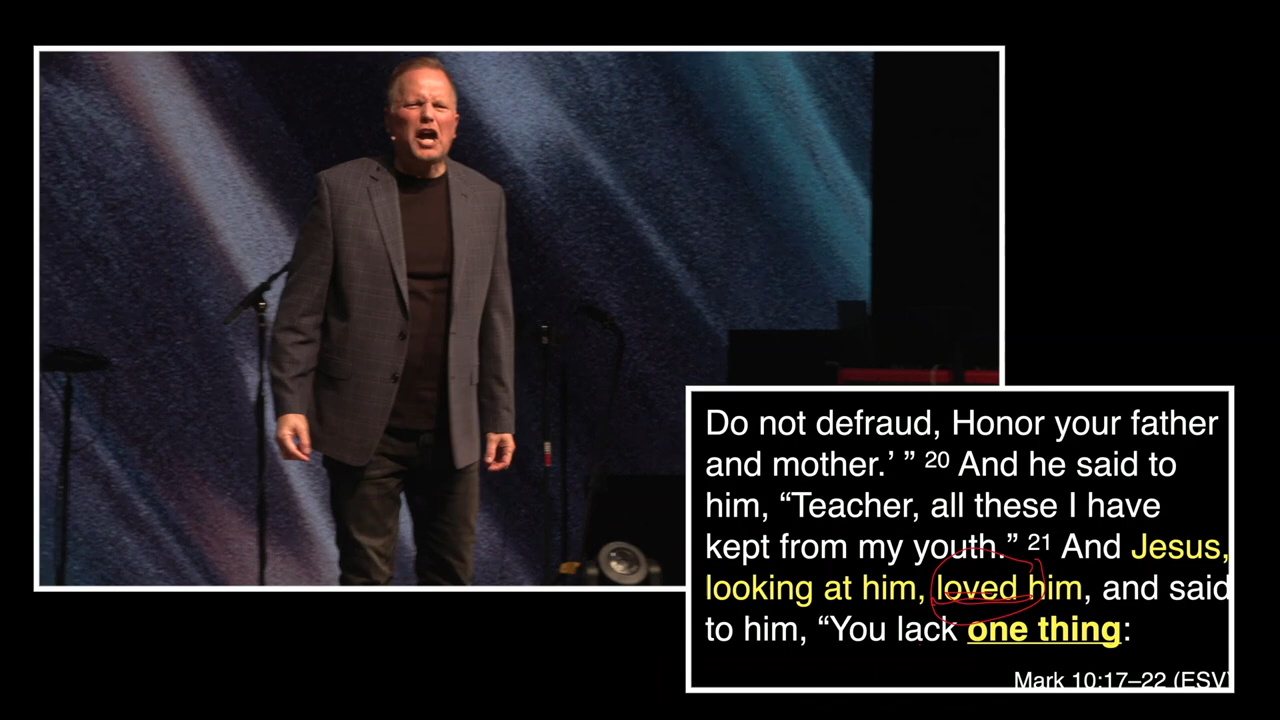 Do not defraud, Honor your father
and mother.’ ” 20 And he said to
him, “Teacher, all these I have
kept from my youth.” 21 And Jesus,
looking at him, loved him, and said
to him, “You lack one thing:
Mark 10:17–22 (ESV)